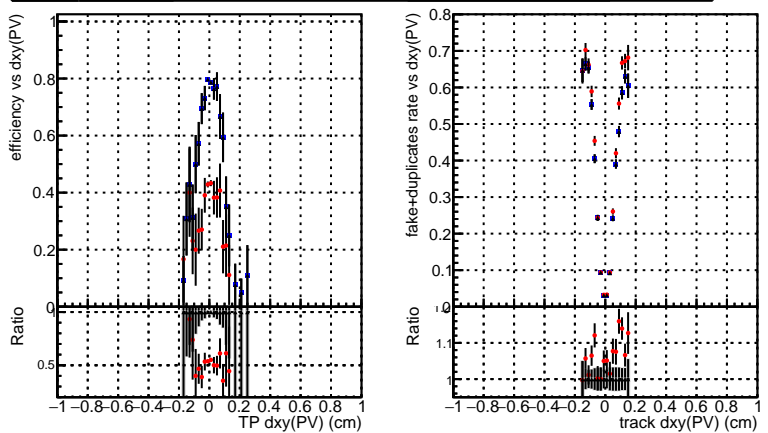 efficiency vs dxy(PV)
1
0.8
0.6
0.4
0.2
0
Ratio
1
0.5
−1 −0.8 −0.6 −0.4 −0.2 0 0.2 0.4 0.6 0.8 1
TP dxy(PV) (cm)
fake+duplicates rate vs dxy(PV)
0.8
0.7
0.6
0.5
0.4
0.3
0.2
0.1
0
Ratio
1.1
1
−1 −0.8 −0.6 −0.4 −0.2 0 0.2 0.4 0.6 0.8 1
track dxy(PV) (cm)